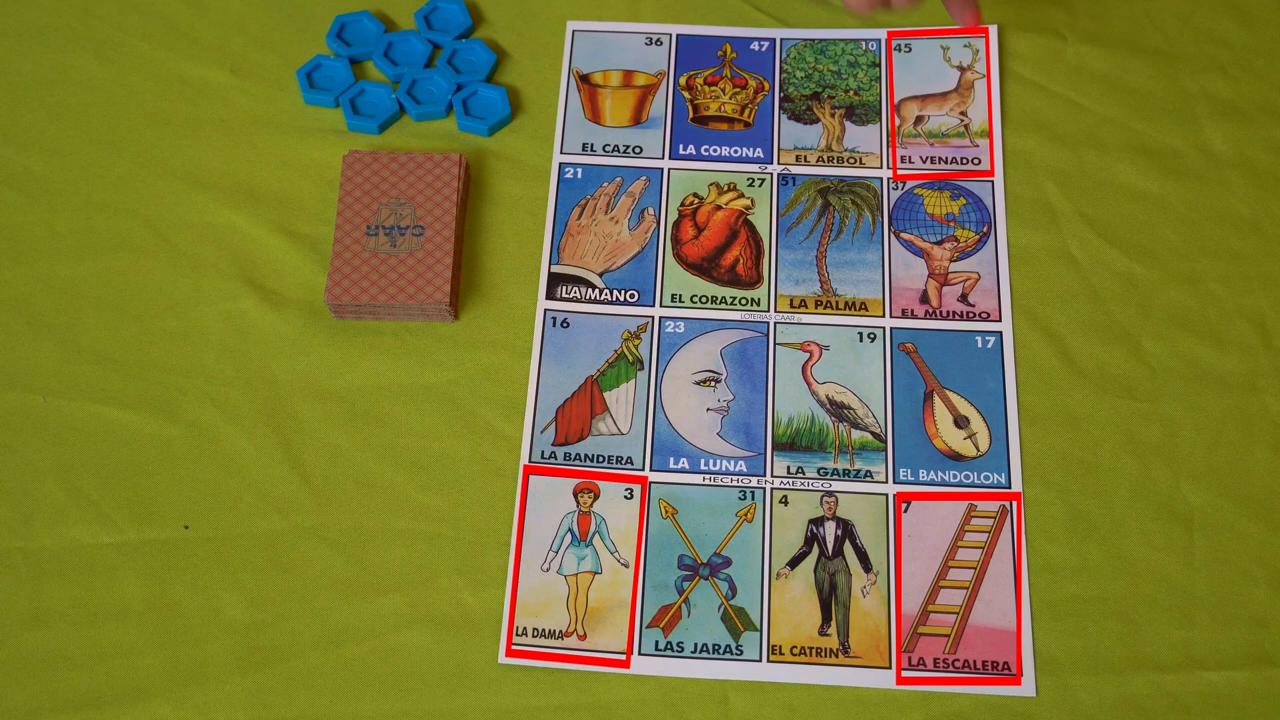 36
EL CAZO
47
LA CORONA
10
EL ARBOL
45
EL VENADO
9-A
21
LA MANO
27
EL CORAZON
51
LA PALMA
37
EL MUNDO
LOTERIAS CAAR ®
16
LA BANDERA
23
LA LUNA
19
LA GARZA
17
EL BANDOLON
HECHO EN MEXICO
3
LA DAMA
31
LAS JARAS
4
EL CATRIN
7
LA ESCALERA
CAAR